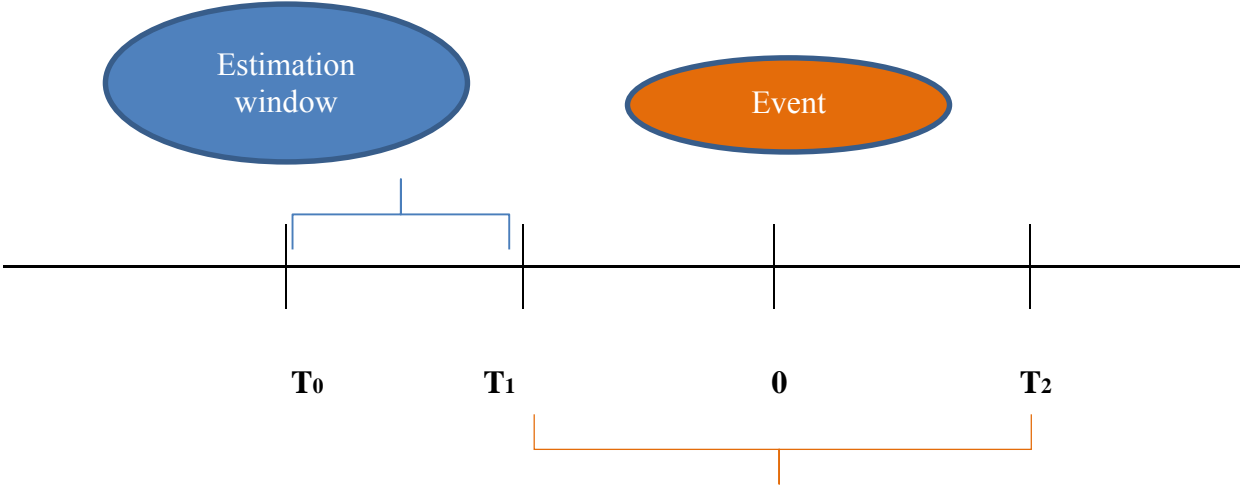 Estimation
window
Event
T₀ T₁ 0 T₂